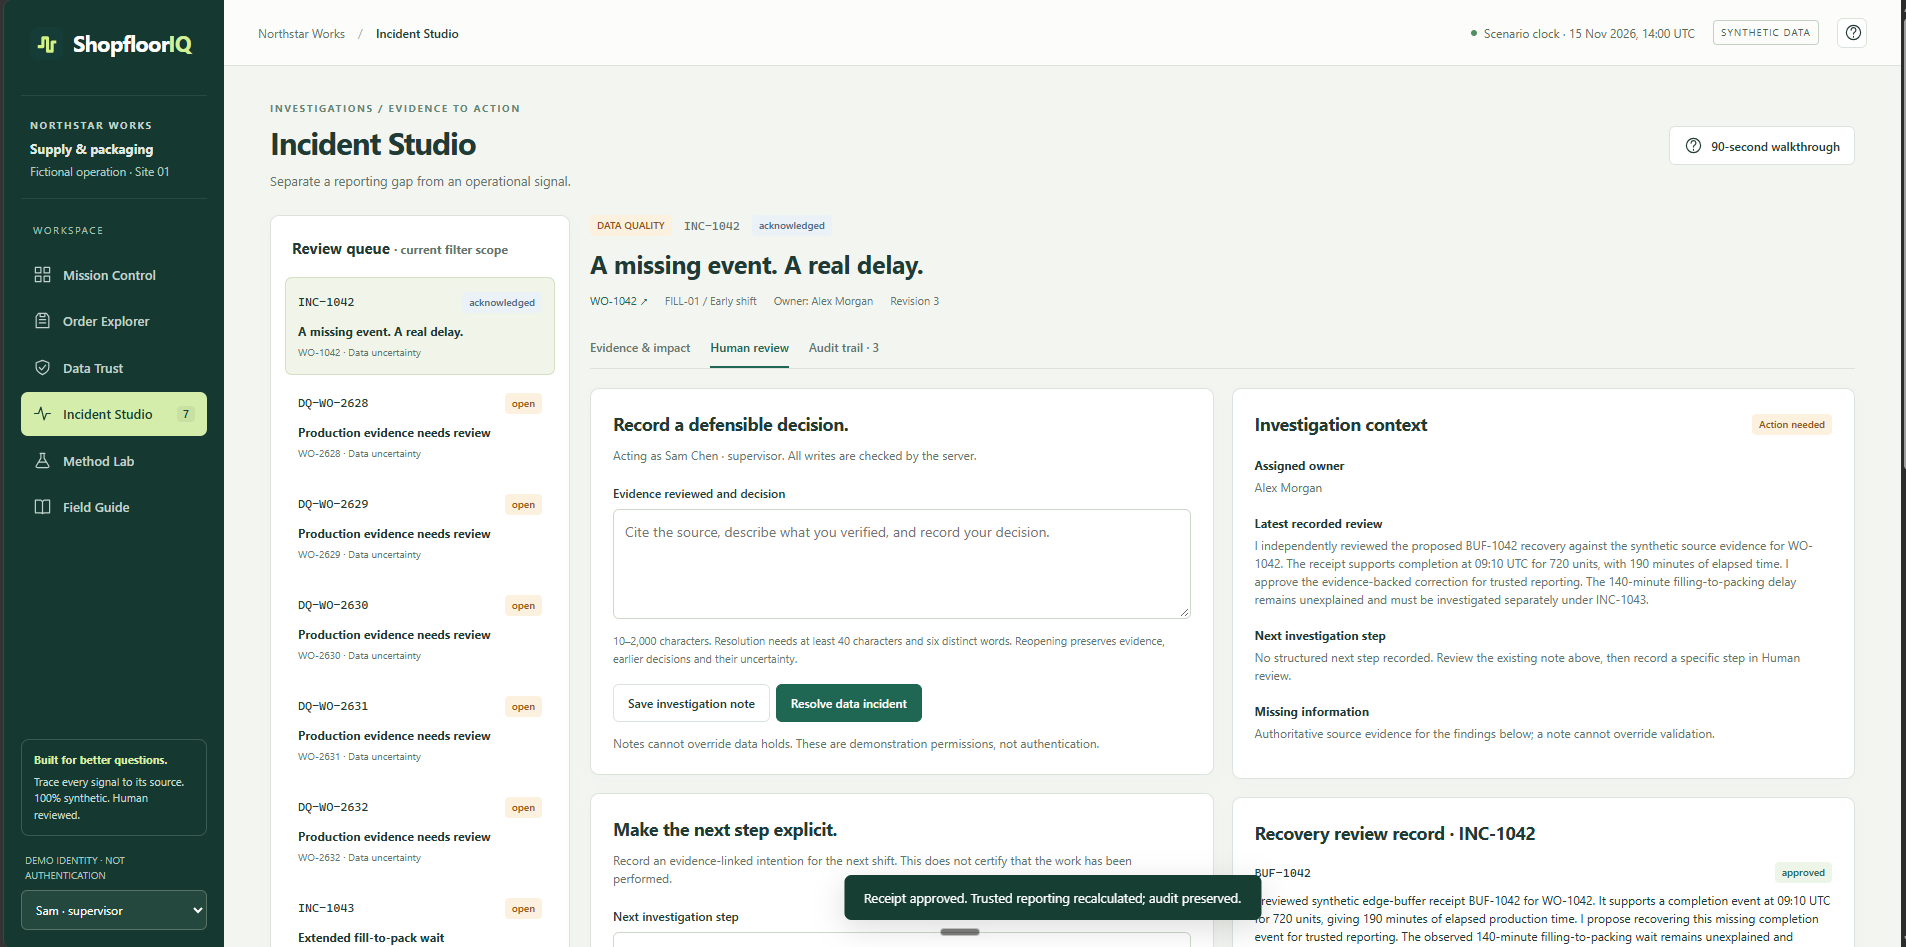 ShopfloorIQ
NORTHSTAR WORKS
Supply & packaging
Fictional operation · Site 01
WORKSPACE
Mission Control
Order Explorer
Data Trust
Incident Studio 7
Method Lab
Field Guide
Built for better questions.
Trace every signal to its source.
100% synthetic. Human
reviewed.
DEMO IDENTITY · NOT
AUTHENTICATION
Sam · supervisor
Northstar Works / Incident Studio
Scenario clock · 15 Nov 2026, 14:00 UTC
SYNTHETIC DATA
INVESTIGATIONS / EVIDENCE TO ACTION
Incident Studio
Separate a reporting gap from an operational signal.
90-second walkthrough
Review queue · current filter scope
INC-1042 acknowledged
A missing event. A real delay.
WO-1042 · Data uncertainty
DQ-WO-2628 open
Production evidence needs review
WO-2628 · Data uncertainty
DQ-WO-2629 open
Production evidence needs review
WO-2629 · Data uncertainty
DQ-WO-2630 open
Production evidence needs review
WO-2630 · Data uncertainty
DQ-WO-2631 open
Production evidence needs review
WO-2631 · Data uncertainty
DQ-WO-2632 open
Production evidence needs review
WO-2632 · Data uncertainty
INC-1043 open
Extended fill-to-pack wait
DATA QUALITY INC-1042 acknowledged
A missing event. A real delay.
WO-1042 ↗ FILL-01 / Early shift Owner: Alex Morgan Revision 3
Evidence & impact Human review Audit trail · 3
Record a defensible decision.
Acting as Sam Chen · supervisor. All writes are checked by the server.
Evidence reviewed and decision
Cite the source, describe what you verified, and record your decision.
10–2,000 characters. Resolution needs at least 40 characters and six distinct words. Reopening preserves evidence,
earlier decisions and their uncertainty.
Save investigation note Resolve data incident
Notes cannot override data holds. These are demonstration permissions, not authentication.
Make the next step explicit.
Record an evidence-linked intention for the next shift. This does not certify that the work has been
performed.
Next investigation step
Investigation context Action needed
Assigned owner
Alex Morgan
Latest recorded review
I independently reviewed the proposed BUF-1042 recovery against the synthetic source evidence for WO-
1042. The receipt supports completion at 09:10 UTC for 720 units, with 190 minutes of elapsed time. I
approve the evidence-backed correction for trusted reporting. The 140-minute filling-to-packing delay
remains unexplained and must be investigated separately under INC-1043.
Next investigation step
No structured next step recorded. Review the existing note above, then record a specific step in Human
review.
Missing information
Authoritative source evidence for the findings below; a note cannot override validation.
Recovery review record · INC-1042
BUF-1042 approved
reviewed synthetic edge-buffer receipt BUF-1042 for WO-1042. It supports a completion event at 09:10 UTC
for 720 units, giving 190 minutes of elapsed production time. I propose recovering this missing completion
event for trusted reporting. The observed 140-minute filling-to-packing wait remains unexplained and
Receipt approved. Trusted reporting recalculated; audit preserved.